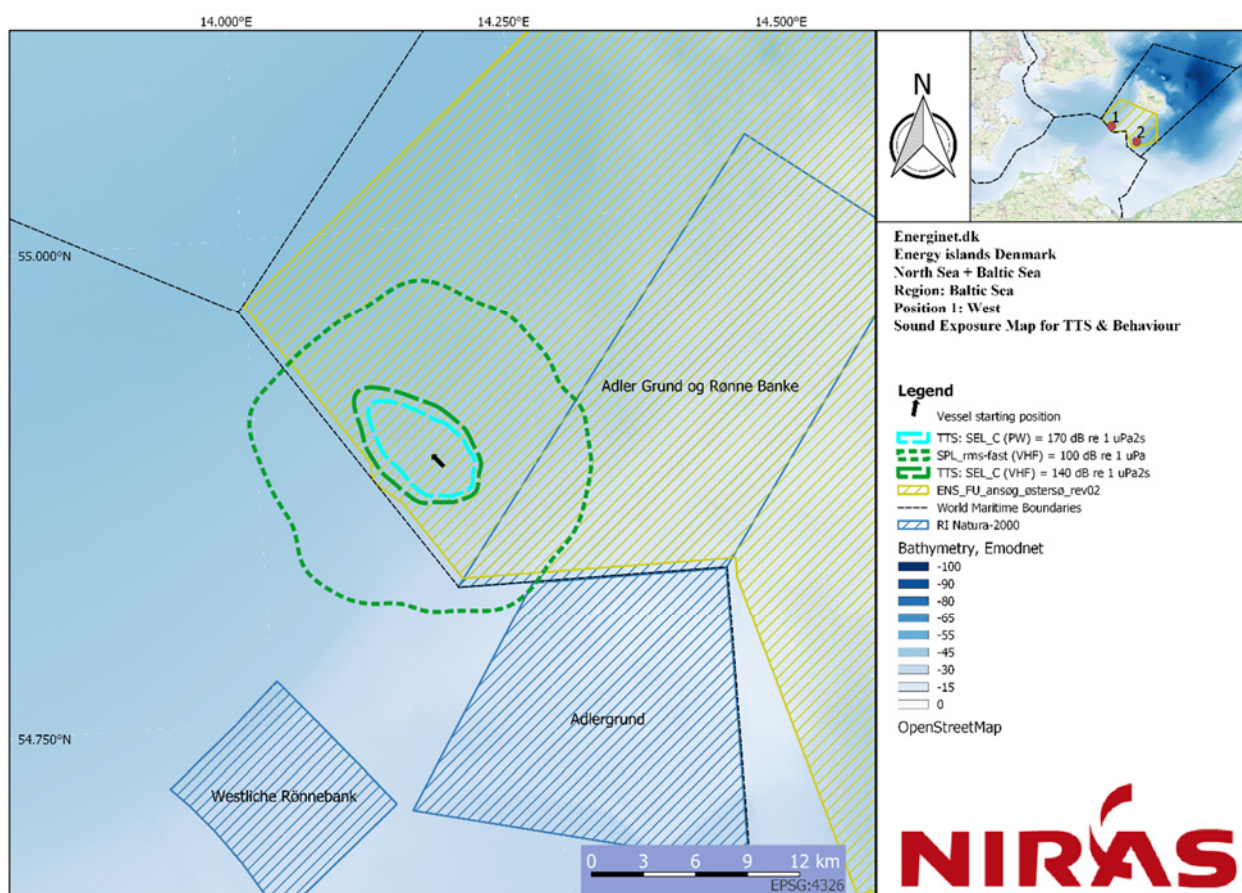 14.000°E
14.250°E
14.500°E
55.000°N
54.750°N
Adler Grund og Rønne Banke
Adlergrund
Westliche Rönnebank
0 3 6 9 12 km
EPSG:4326
N
1
2
Energinet.dk
Energy islands Denmark
North Sea + Baltic Sea
Region: Baltic Sea
Position 1: West
Sound Exposure Map for TTS & Behaviour
Legend
Vessel starting position
TTS: SEL_C (PW) = 170 dB re 1 uPa2s
SPL_rms-fast (VHF) = 100 dB re 1 uPa
TTS: SEL_C (VHF) = 140 dB re 1 uPa2s
ENS_FU_ansøg_østersø_rev02
World Maritime Boundaries
RI Natura-2000
Bathymetry, Emodnet
-100
-90
-80
-65
-55
-45
-30
-15
0
OpenStreetMap
NIRAS